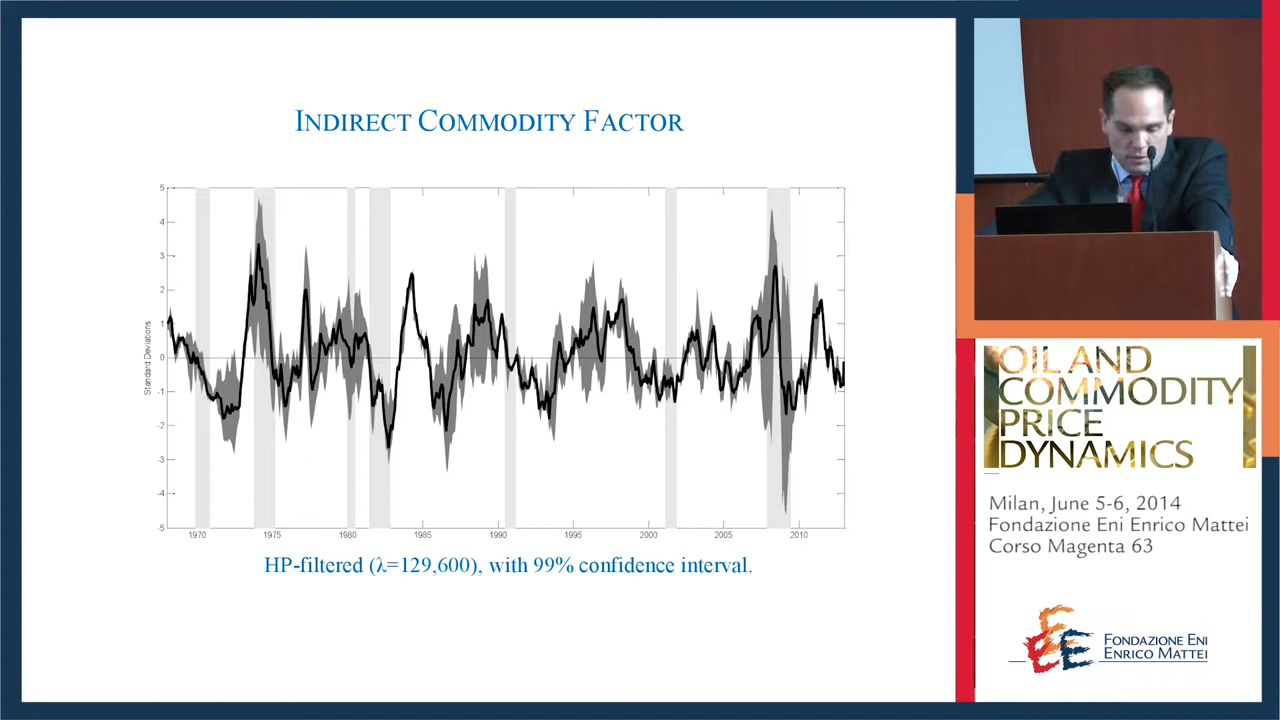 INDIRECT COMMODITY FACTOR
5
4
3
2
1
0
-1
-2
-3
-4
-5
Standard Deviations
1970 1975 1980 1985 1990 1995 2000 2005 2010
HP-filtered (λ=129,600), with 99% confidence interval.
OIL AND
COMMODITY
PRICE
DYNAMICS
Milan, June 5-6, 2014
Fondazione Eni Enrico Mattei
Corso Magenta 63
FONDAZIONE ENI
ENRICO MATTEI